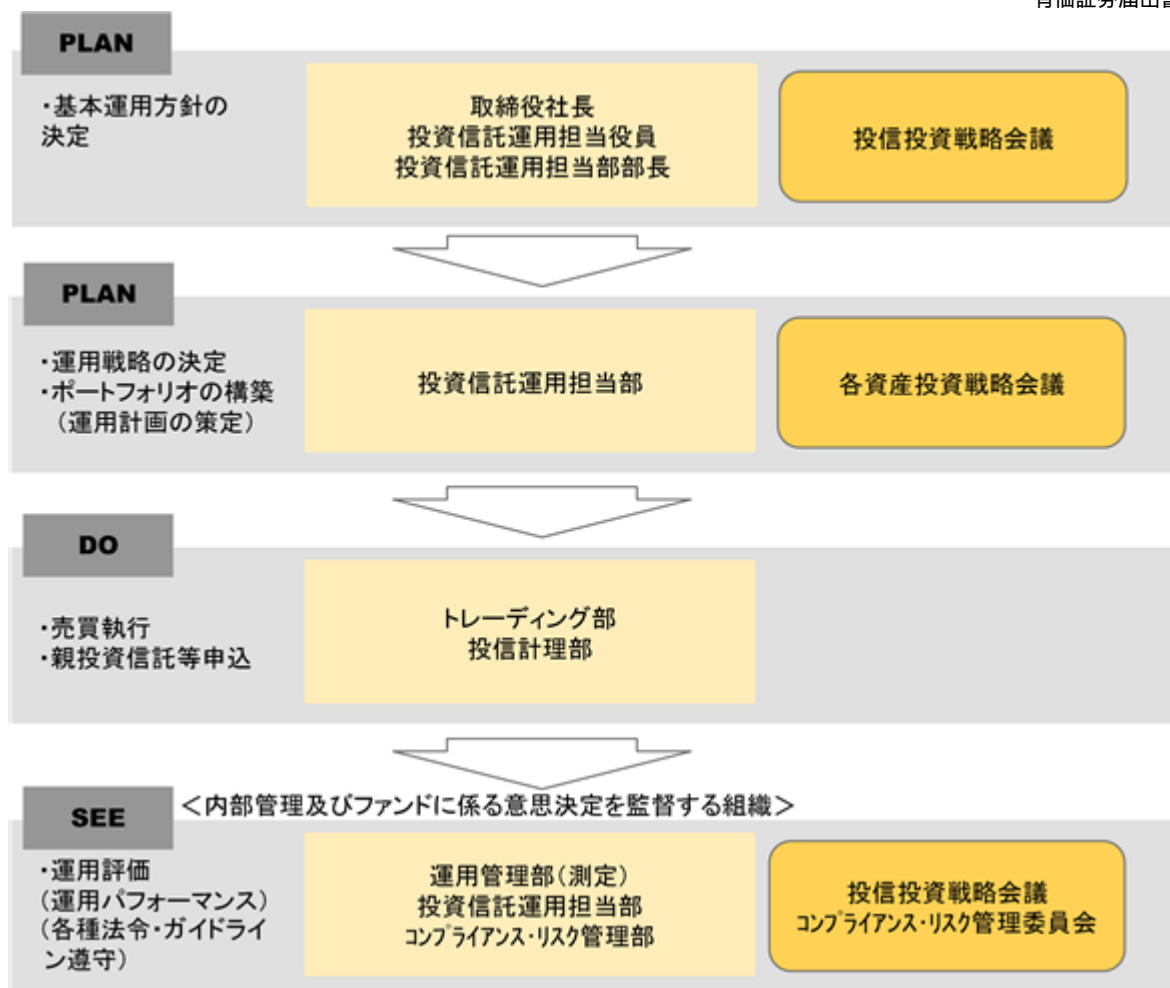 有価証券届出書
PLAN
・基本運用方針の
決定
取締役社長
投資信託運用担当役員
投資信託運用担当部部長
投信投資戦略会議
PLAN
・運用戦略の決定
・ポートフォリオの構築
（運用計画の策定）
投資信託運用担当部
各資産投資戦略会議
DO
・売買執行
・親投資信託等申込
トレーディング部
投信計理部
SEE
＜内部管理及びファンドに係る意思決定を監督する組織＞
・運用評価
（運用パフォーマンス）
（各種法令・ガイドライ
ン遵守）
運用管理部（測定）
投資信託運用担当部
ｺﾝﾌﾟﾗｲｱﾝｽ・ﾘｽｸ管理部
投信投資戦略会議
ｺﾝﾌﾟﾗｲｱﾝｽ・ﾘｽｸ管理委員会